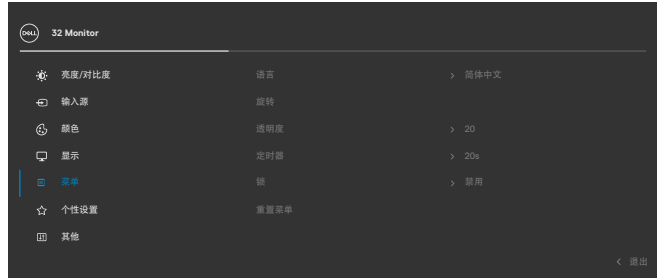 DELL 32 Monitor
亮度/对比度 语言 > 简体中文
输入源 旋转
颜色 透明度 > 20
显示 定时器 > 20s
菜单 锁 > 禁用
个性设置 重置菜单
其他
< 退出